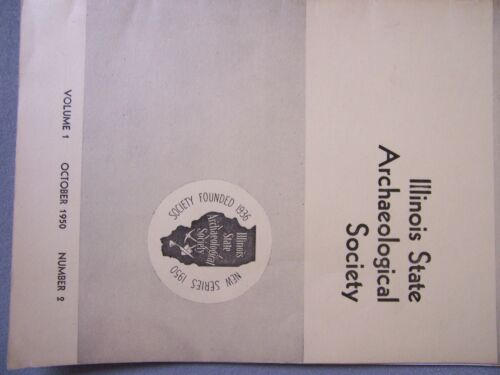 Illinois State
Archaeological
Society
SOCIETY FOUNDED 1936
Illinois
State
Archaeological
Society
NEW SERIES 1950
VOLUME 1 OCTOBER 1950 NUMBER 2